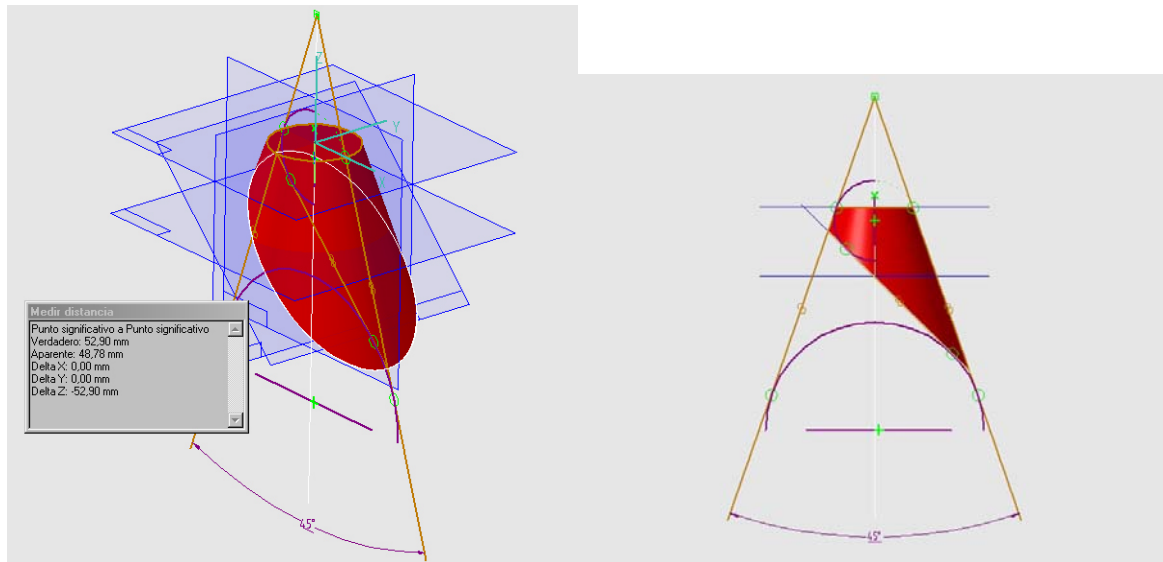 Z
Y
X
Medir distancia
Punto significativo a Punto significativo
Verdadero: 52,90 mm
Aparente: 48,78 mm
Delta X: 0,00 mm
Delta Y: 0,00 mm
Delta Z: -52,90 mm
45°
45°